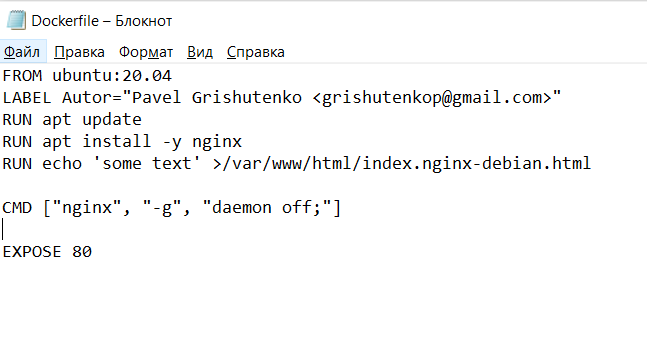 Dockerfile – Блокнот
Файл Правка Формат Вид Справка
FROM ubuntu:20.04
LABEL Autor="Pavel Grishutenko <grishutenkop@gmail.com>"
RUN apt update
RUN apt install -y nginx
RUN echo 'some text' >/var/www/html/index.nginx-debian.html
CMD ["nginx", "-g", "daemon off;"]
EXPOSE 80